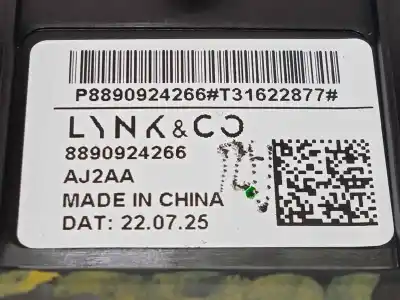 P8890924266#T31622877#
LYNK&CO
8890924266
AJ2AA
MADE IN CHINA
DAT: 22.07.25